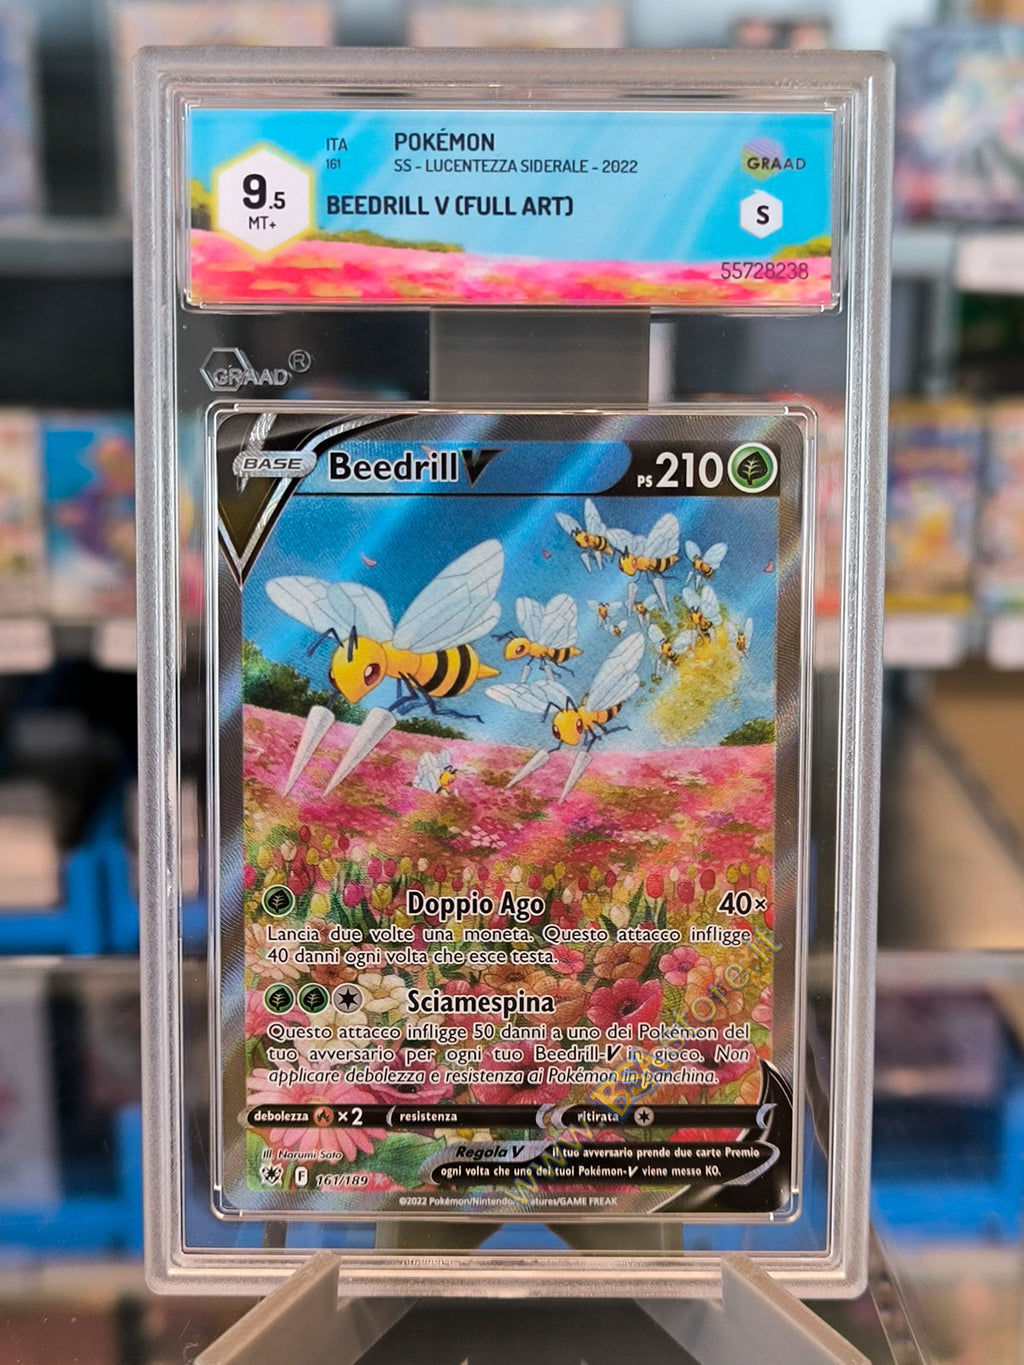 9.5
MT+
ITA
161
POKÉMON
SS - LUCENTEZZA SIDERALE - 2022
BEEDRILL V (FULL ART)
GRAAD
S
55728238
GRAAD®
BASE
Beedrill V
PS 210
Doppio Ago 40×
Lancia due volte una moneta. Questo attacco infligge
40 danni ogni volta che esce testa.
Sciamespina
Questo attacco infligge 50 danni a uno dei Pokémon del
tuo avversario per ogni tuo Beedrill-V in gioco. Non
applicare debolezza e resistenza ai Pokémon in panchina.
debolezza ×2 resistenza ritirata
Regola V Il tuo avversario prende due carte Premio
ogni volta che uno dei tuoi Pokémon-V viene messo KO.
Ill. Narumi Sato
F 161/189
©2022 Pokémon/Nintendo/Creatures/GAME FREAK
www.BSAstore.it